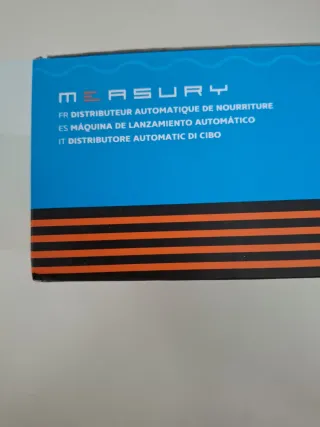 MEASURY
FR DISTRIBUTEUR AUTOMATIQUE DE NOURRITURE
ES MÁQUINA DE LANZAMIENTO AUTOMÁTICO
IT DISTRIBUTORE AUTOMATIC DI CIBO